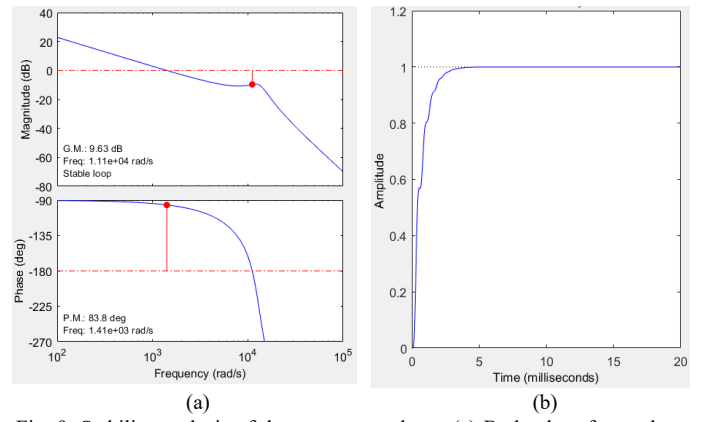 40
20
0
-20
-40
-60
-80
Magnitude (dB)
G.M.: 9.63 dB
Freq: 1.11e+04 rad/s
Stable loop
-90
-135
-180
-225
-270
Phase (deg)
P.M.: 83.8 deg
Freq: 1.41e+03 rad/s
10^2
10^3
10^4
10^5
Frequency (rad/s)
(a)
1.2
1
0.8
0.6
0.4
0.2
0
Amplitude
0
5
10
15
20
Time (milliseconds)
(b)